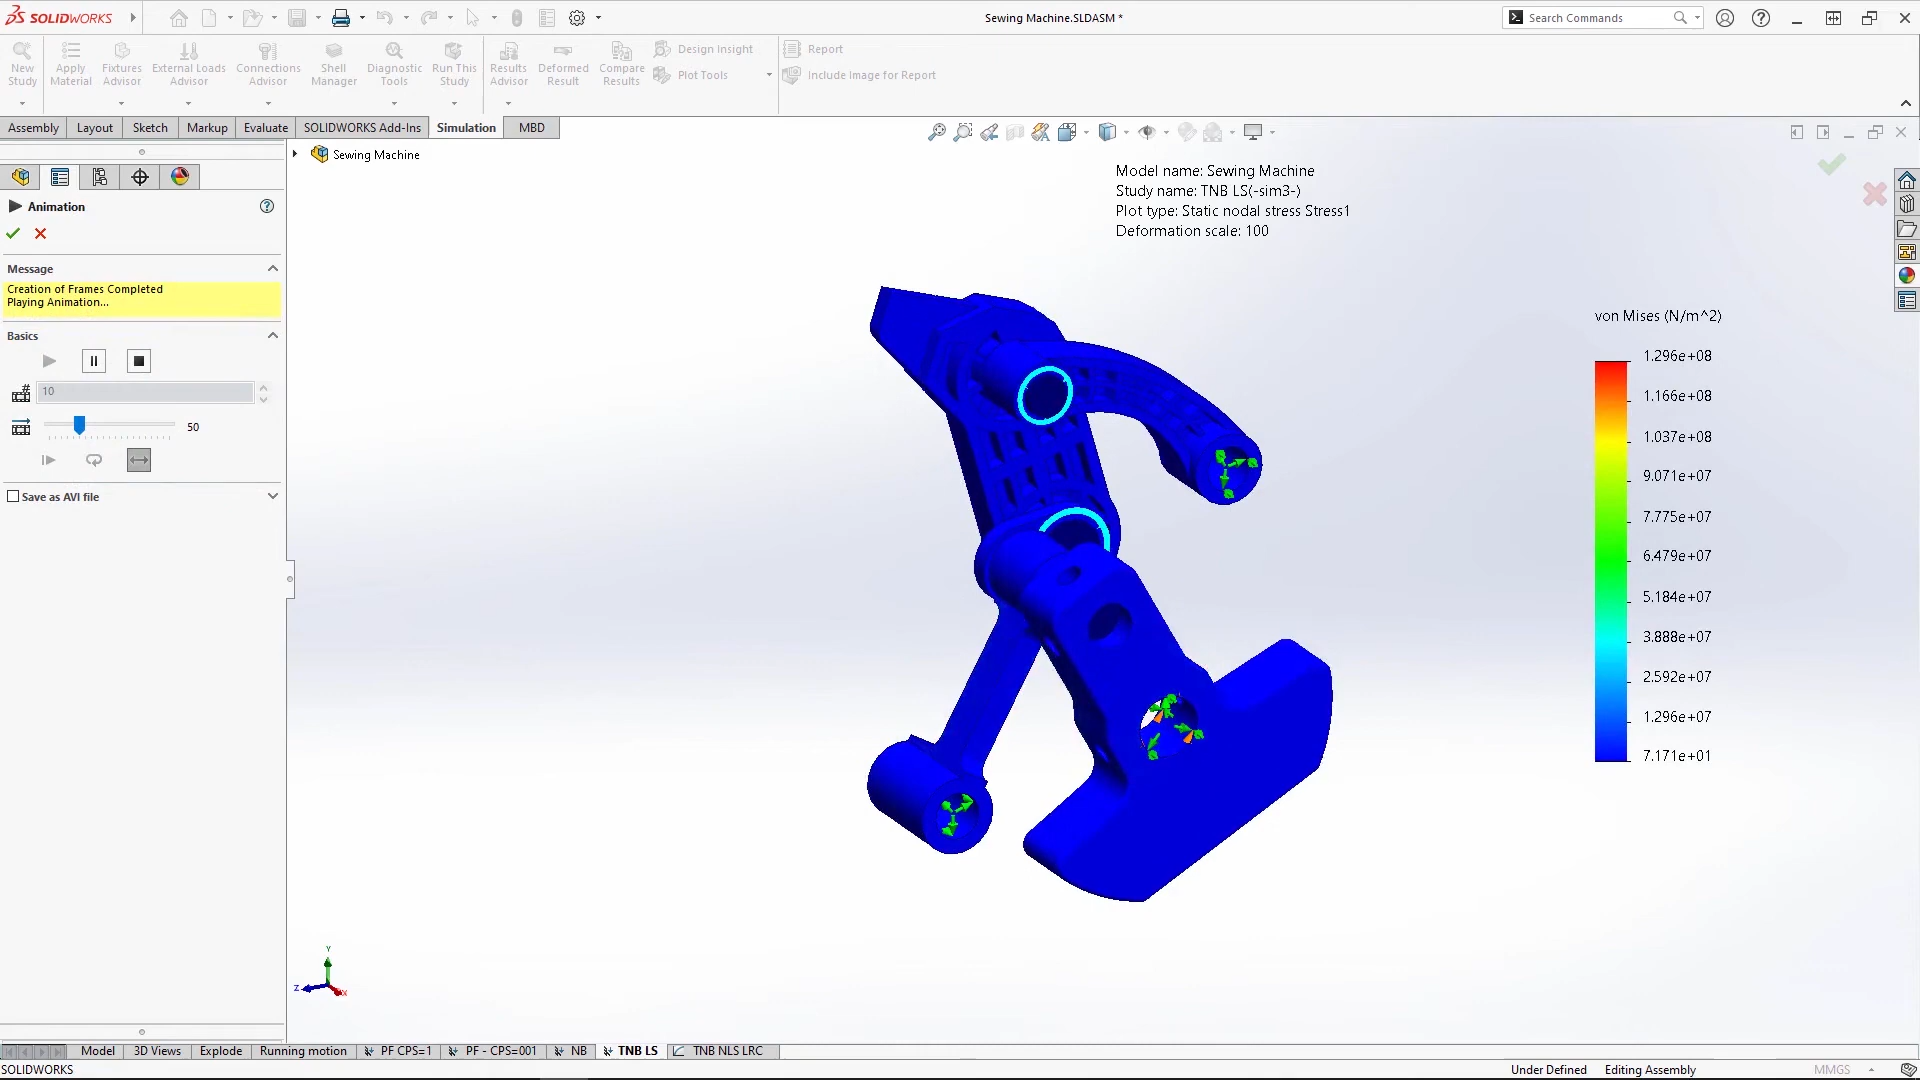 SOLIDWORKS
Sewing Machine.SLDASM *
Search Commands
New Study
Apply Material
Fixtures Advisor
External Loads Advisor
Connections Advisor
Shell Manager
Diagnostic Tools
Run This Study
Results Advisor
Deformed Result
Compare Results
Design Insight
Plot Tools
Report
Include Image for Report
Assembly
Layout
Sketch
Markup
Evaluate
SOLIDWORKS Add-Ins
Simulation
MBD
Sewing Machine
Animation
Message
Creation of Frames Completed
Playing Animation...
Basics
10
50
Save as AVI file
Model name: Sewing Machine
Study name: TNB LS(-sim3-)
Plot type: Static nodal stress Stress1
Deformation scale: 100
von Mises (N/m^2)
1.296e+08
1.166e+08
1.037e+08
9.071e+07
7.775e+07
6.479e+07
5.184e+07
3.888e+07
2.592e+07
1.296e+07
7.171e+01
Y
Z
X
Model
3D Views
Explode
Running motion
PF CPS=1
PF - CPS=001
NB
TNB LS
TNB NLS LRC
SOLIDWORKS
Under Defined
Editing Assembly
MMGS